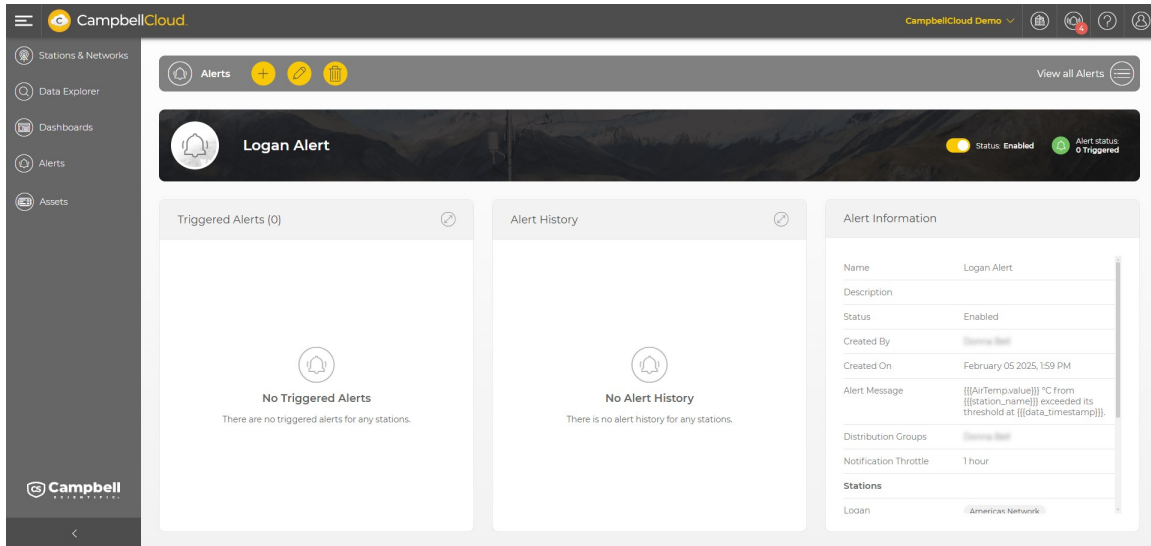 CampbellCloud.
CampbellCloud Demo
4
Stations & Networks
Data Explorer
Dashboards
Alerts
Assets
Alerts
View all Alerts
Logan Alert
Status: Enabled
Alert status:
0 Triggered
Triggered Alerts (0)
No Triggered Alerts
There are no triggered alerts for any stations.
Alert History
No Alert History
There is no alert history for any stations.
Alert Information
Name Logan Alert
Description
Status Enabled
Created By
Created On February 05 2025, 1:59 PM
Alert Message {{{AirTemp.value}}} °C from
{{{station_name}}} exceeded its
threshold at {{{data_timestamp}}}.
Distribution Groups
Notification Throttle 1 hour
Stations
Logan Americas Network
CS Campbell
SCIENTIFIC